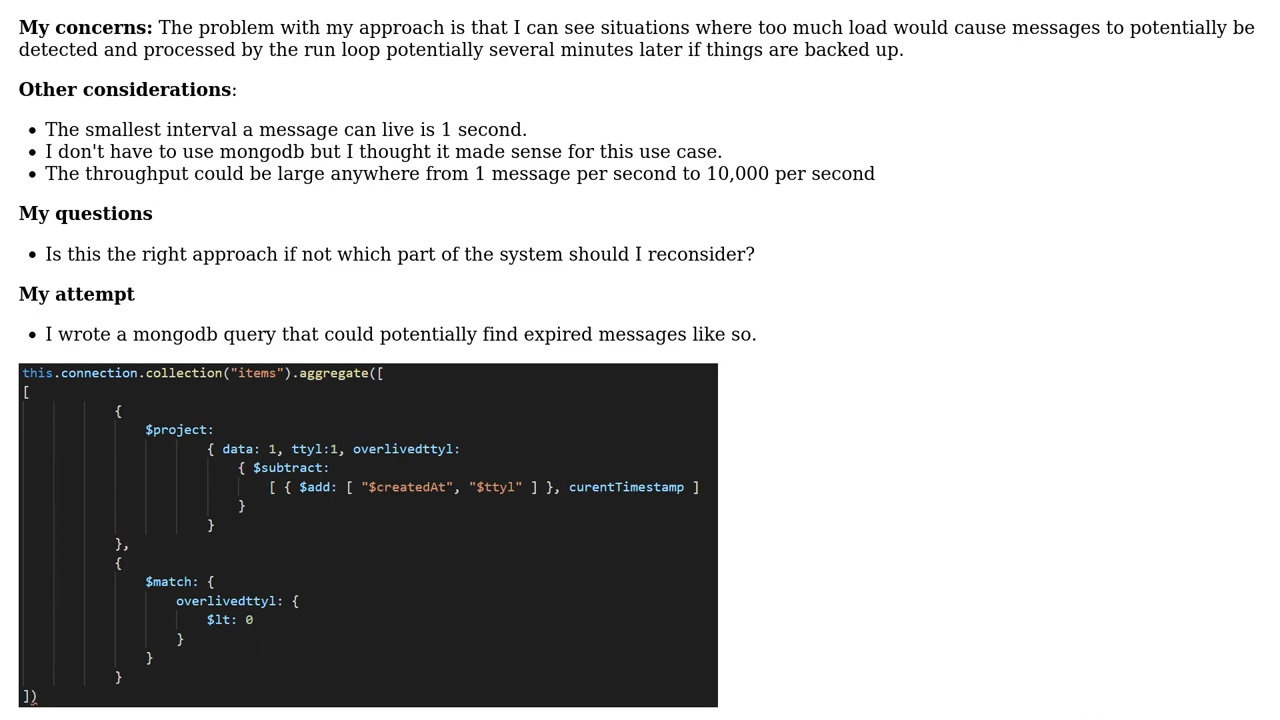 My concerns: The problem with my approach is that I can see situations where too much load would cause messages to potentially be
detected and processed by the run loop potentially several minutes later if things are backed up.
Other considerations:
• The smallest interval a message can live is 1 second.
• I don't have to use mongodb but I thought it made sense for this use case.
• The throughput could be large anywhere from 1 message per second to 10,000 per second
My questions
• Is this the right approach if not which part of the system should I reconsider?
My attempt
• I wrote a mongodb query that could potentially find expired messages like so.
this.connection.collection("items").aggregate([
[
{
$project:
{ data: 1, ttyl:1, overlivedttyl:
{ $subtract:
[ { $add: [ "$createdAt", "$ttyl" ] }, curentTimestamp ]
}
}
},
{
$match: {
overlivedttyl: {
$lt: 0
}
}
}
])